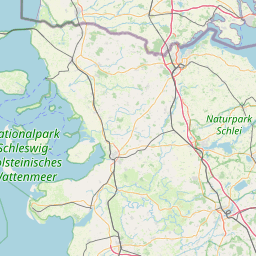 Naturpark
Schlei
ationalpark
Schleswig-
olsteinisches
Wattenmeer